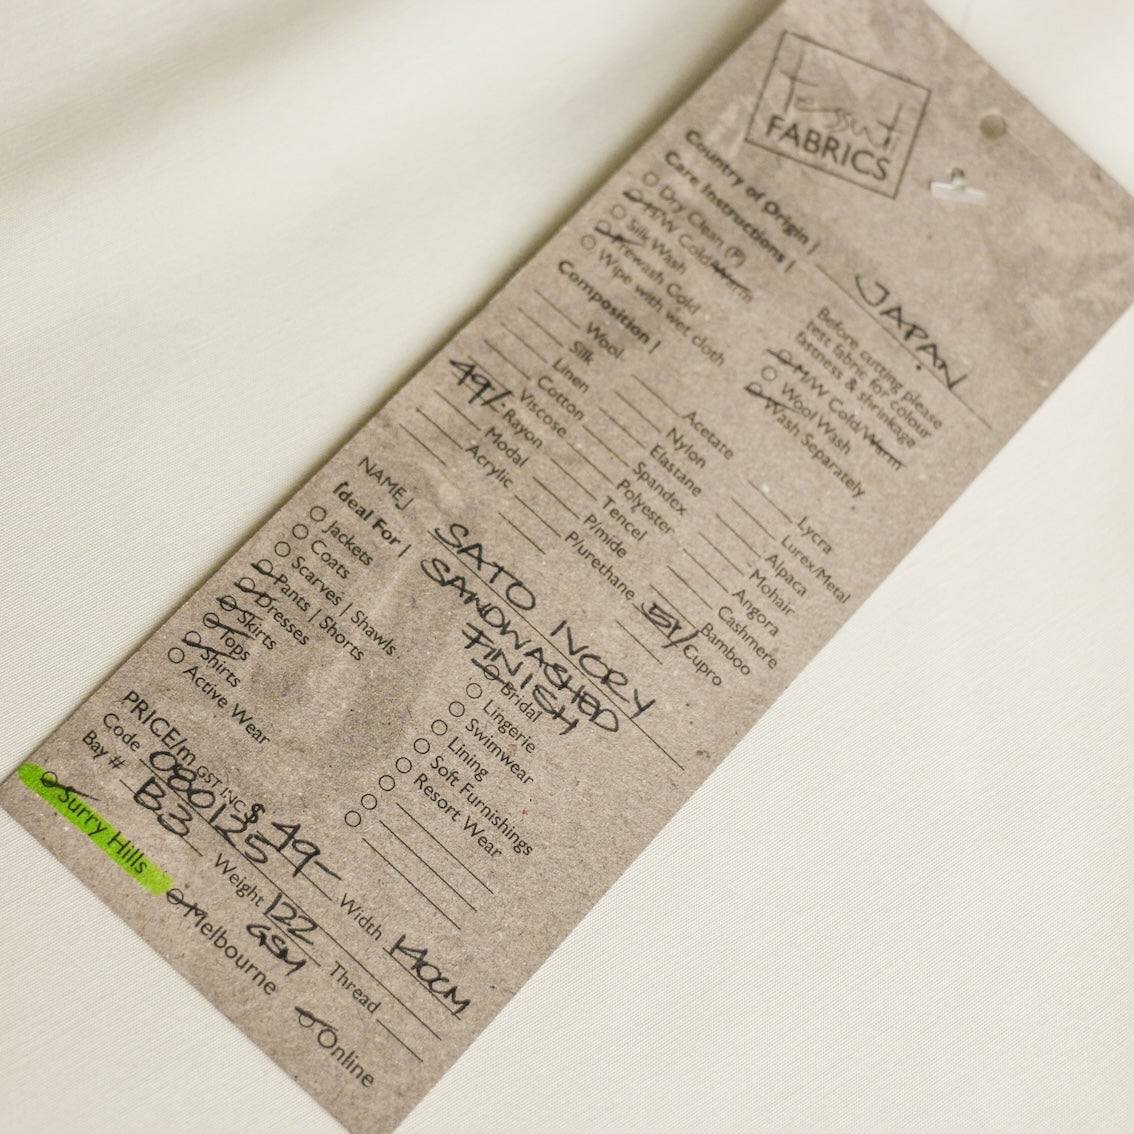 Tessuti
FABRICS
Country of Origin | JAPAN
Care Instructions |
Dry Clean (P)
M/W Cold/Warm
Silk Wash
Prewash Cold
Wipe with wet cloth
Before cutting please
test fabric for colour
fastness & shrinkage
M/W Cold/Warm
Wool Wash
Wash Separately
Composition |
Wool
Silk
Linen
Cotton
Viscose
49% Rayon
Modal
Acrylic
Acetate
Nylon
Elastane
Spandex
Polyester
Tencel
P/mide
P/urethane
Lycra
Lurex/Metal
Alpaca
Mohair
Angora
Cashmere
Bamboo
51% Cupro
NAME| SATO IVORY
SANDWASHED
FINISH
Ideal For |
Jackets
Coats
Scarves | Shawls
Pants | Shorts
Dresses
Skirts
Tops
Shirts
Active Wear
Bridal
Lingerie
Swimwear
Lining
Soft Furnishings
Resort Wear
PRICE/m GST INC $ 49-
Width 140CM
Code 080125
Weight 122
GSM
Thread
Bay # B3
Surry Hills
Melbourne
Online